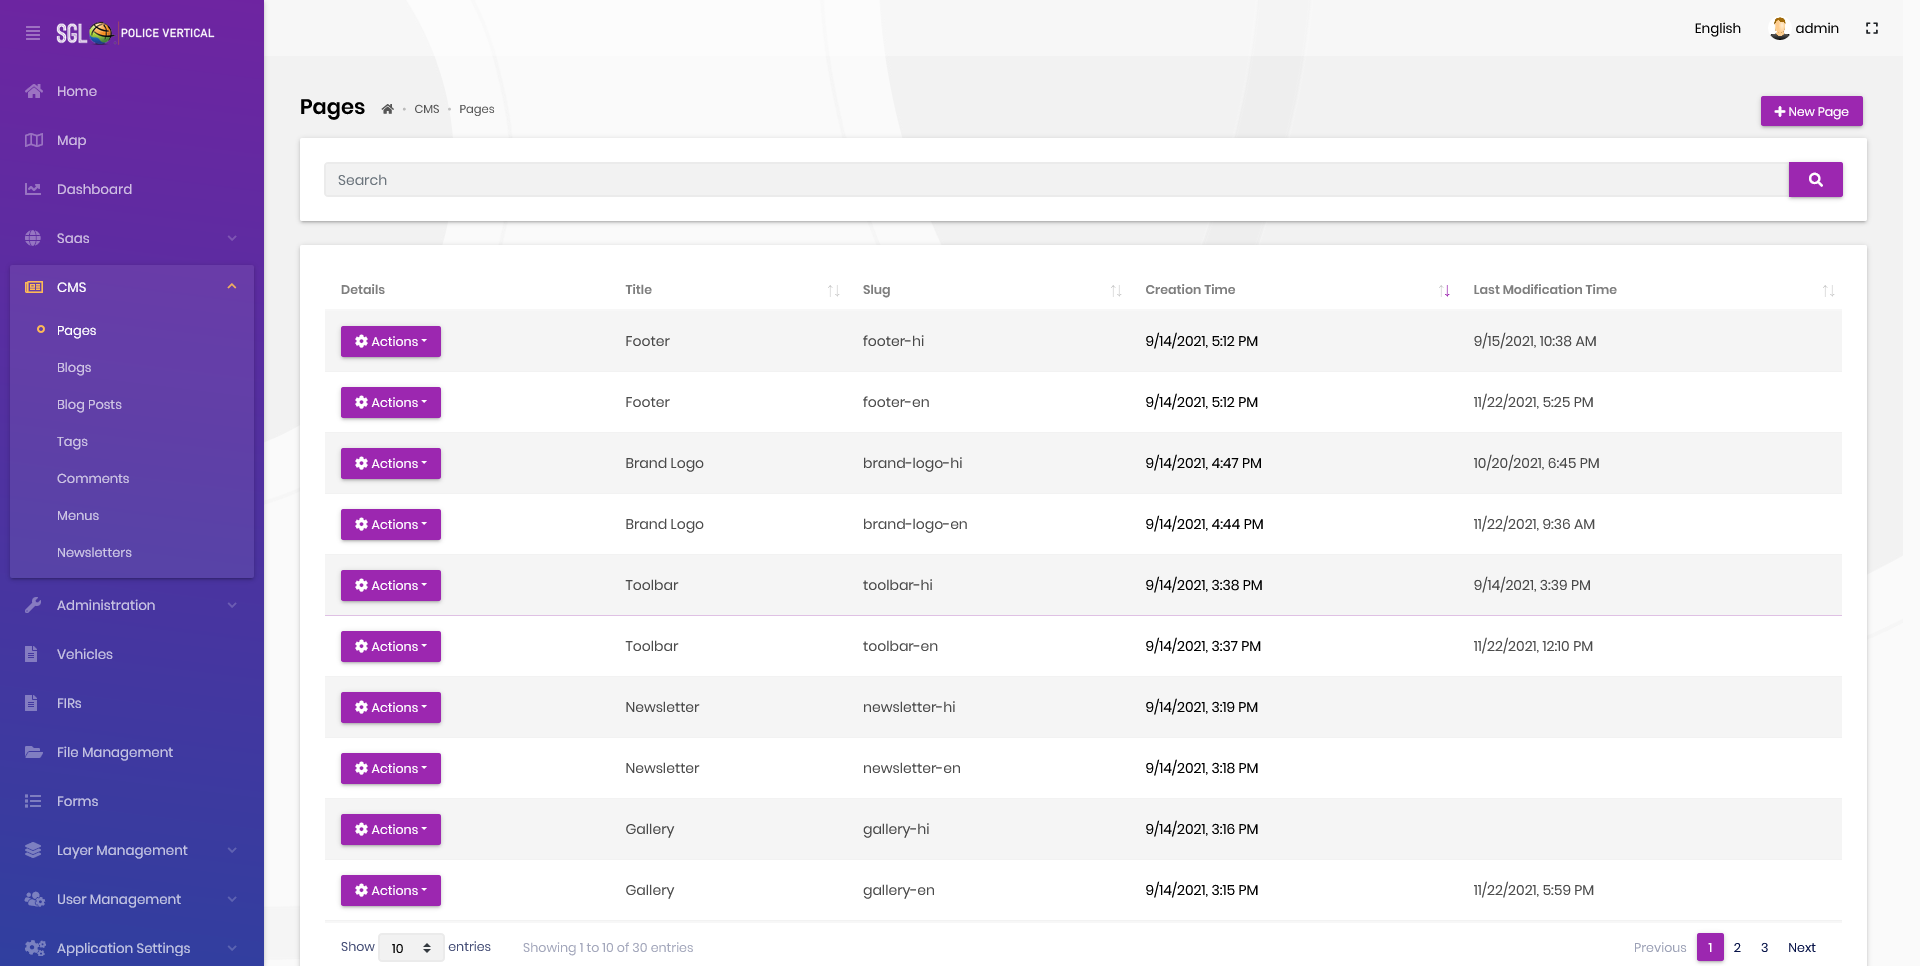 SGL POLICE VERTICAL
English
admin
Home
Map
Dashboard
Saas
CMS
Pages
Blogs
Blog Posts
Tags
Comments
Menus
Newsletters
Administration
Vehicles
FIRs
File Management
Forms
Layer Management
User Management
Application Settings
Pages CMS Pages
New Page
Search
Details Title Slug Creation Time Last Modification Time
Actions Footer footer-hi 9/14/2021, 5:12 PM 9/15/2021, 10:38 AM
Actions Footer footer-en 9/14/2021, 5:12 PM 11/22/2021, 5:25 PM
Actions Brand Logo brand-logo-hi 9/14/2021, 4:47 PM 10/20/2021, 6:45 PM
Actions Brand Logo brand-logo-en 9/14/2021, 4:44 PM 11/22/2021, 9:36 AM
Actions Toolbar toolbar-hi 9/14/2021, 3:38 PM 9/14/2021, 3:39 PM
Actions Toolbar toolbar-en 9/14/2021, 3:37 PM 11/22/2021, 12:10 PM
Actions Newsletter newsletter-hi 9/14/2021, 3:19 PM
Actions Newsletter newsletter-en 9/14/2021, 3:18 PM
Actions Gallery gallery-hi 9/14/2021, 3:16 PM
Actions Gallery gallery-en 9/14/2021, 3:15 PM 11/22/2021, 5:59 PM
Show 10 entries Showing 1 to 10 of 30 entries Previous 1 2 3 Next